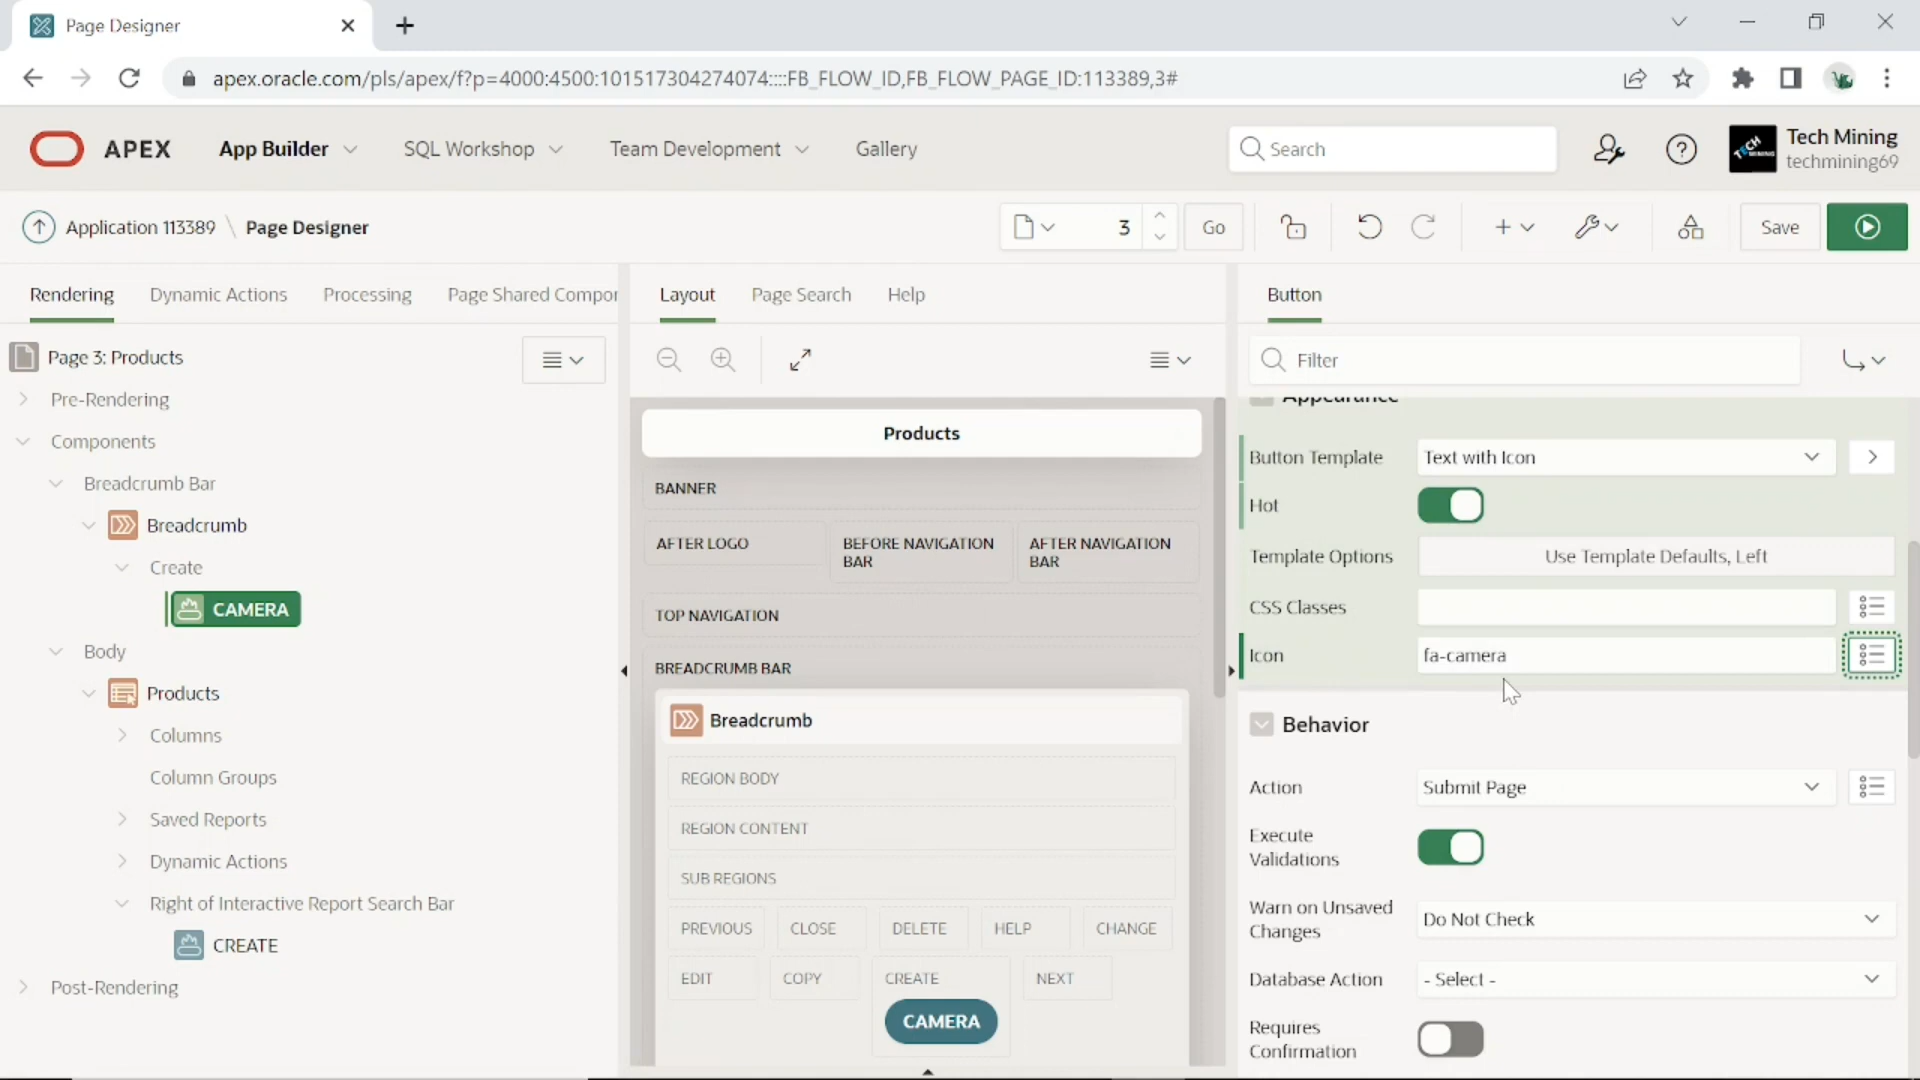 Page Designer
apex.oracle.com/pls/apex/f?p=4000:4500:101517304274074::::FB_FLOW_ID,FB_FLOW_PAGE_ID:113389,3#
APEX App Builder SQL Workshop Team Development Gallery Search Tech Mining
techmining69
Application 113389 \ Page Designer 3 Go Save
Rendering Dynamic Actions Processing Page Shared Compor
Layout Page Search Help
Button
Page 3: Products
Filter
Pre-Rendering
Components
Breadcrumb Bar
Breadcrumb
Create
CAMERA
Body
Products
Columns
Column Groups
Saved Reports
Dynamic Actions
Right of Interactive Report Search Bar
CREATE
Post-Rendering
Products
BANNER
AFTER LOGO
BEFORE NAVIGATION
BAR
AFTER NAVIGATION
BAR
TOP NAVIGATION
BREADCRUMB BAR
Breadcrumb
REGION BODY
REGION CONTENT
SUB REGIONS
PREVIOUS CLOSE DELETE HELP CHANGE
EDIT COPY CREATE NEXT
CAMERA
Appearance
Button Template Text with Icon
Hot
Template Options Use Template Defaults, Left
CSS Classes
Icon fa-camera
Behavior
Action Submit Page
Execute
Validations
Warn on Unsaved
Changes
Do Not Check
Database Action - Select -
Requires
Confirmation